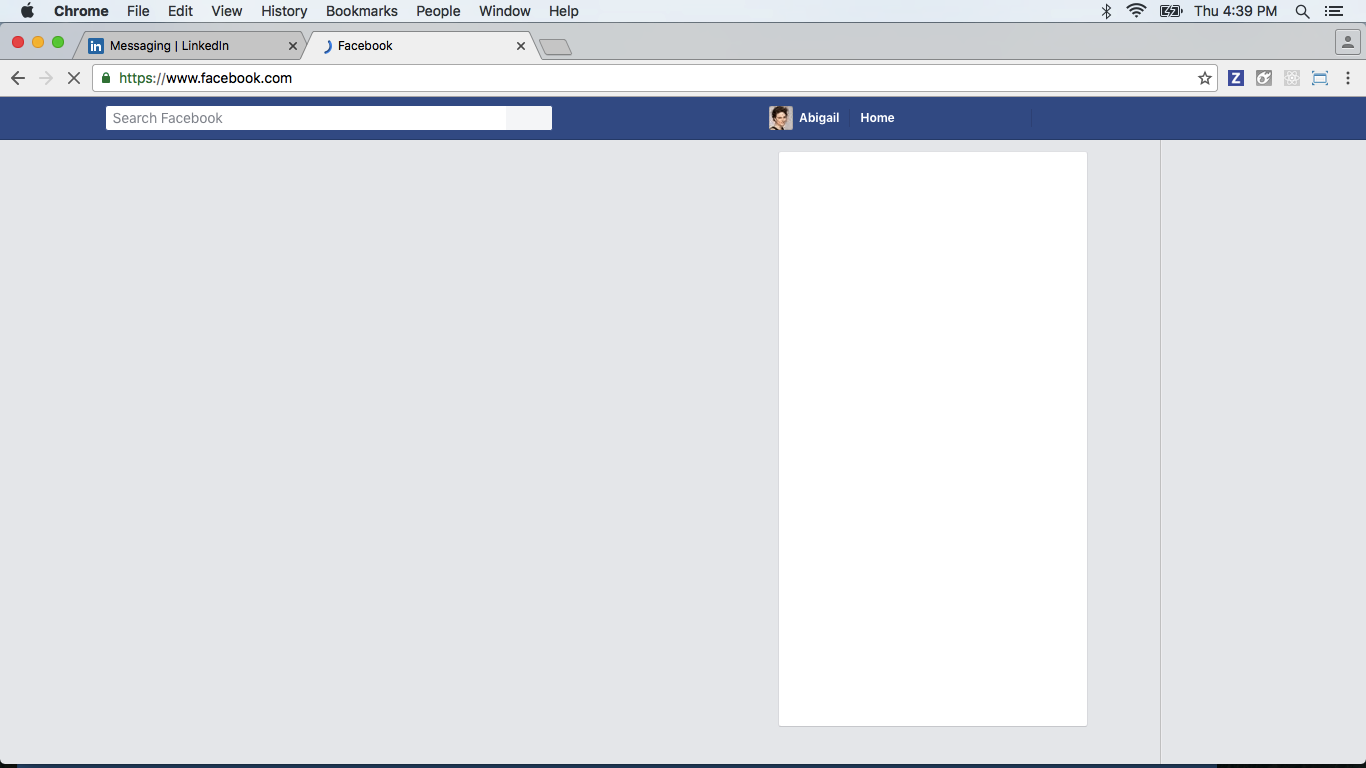 Chrome File Edit View History Bookmarks People Window Help Thu 4:39 PM
in Messaging | LinkedIn Facebook
https://www.facebook.com Z
Search Facebook Abigail Home